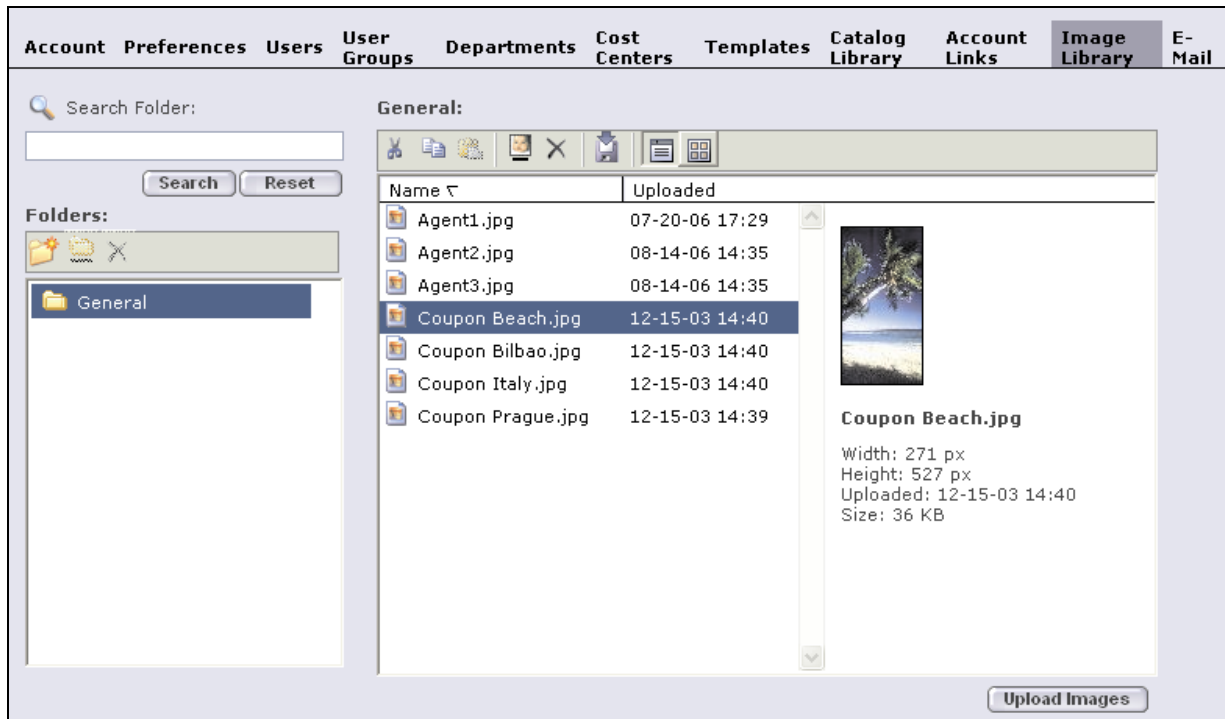 Account Preferences Users User Groups Departments Cost Centers Templates Catalog Library Account Links Image Library E-Mail
Search Folder:
Search Reset
Folders:
General
General:
Name Uploaded
Agent1.jpg 07-20-06 17:29
Agent2.jpg 08-14-06 14:35
Agent3.jpg 08-14-06 14:35
Coupon Beach.jpg 12-15-03 14:40
Coupon Bilbao.jpg 12-15-03 14:40
Coupon Italy.jpg 12-15-03 14:40
Coupon Prague.jpg 12-15-03 14:39
Coupon Beach.jpg
Width: 271 px
Height: 527 px
Uploaded: 12-15-03 14:40
Size: 36 KB
Upload Images